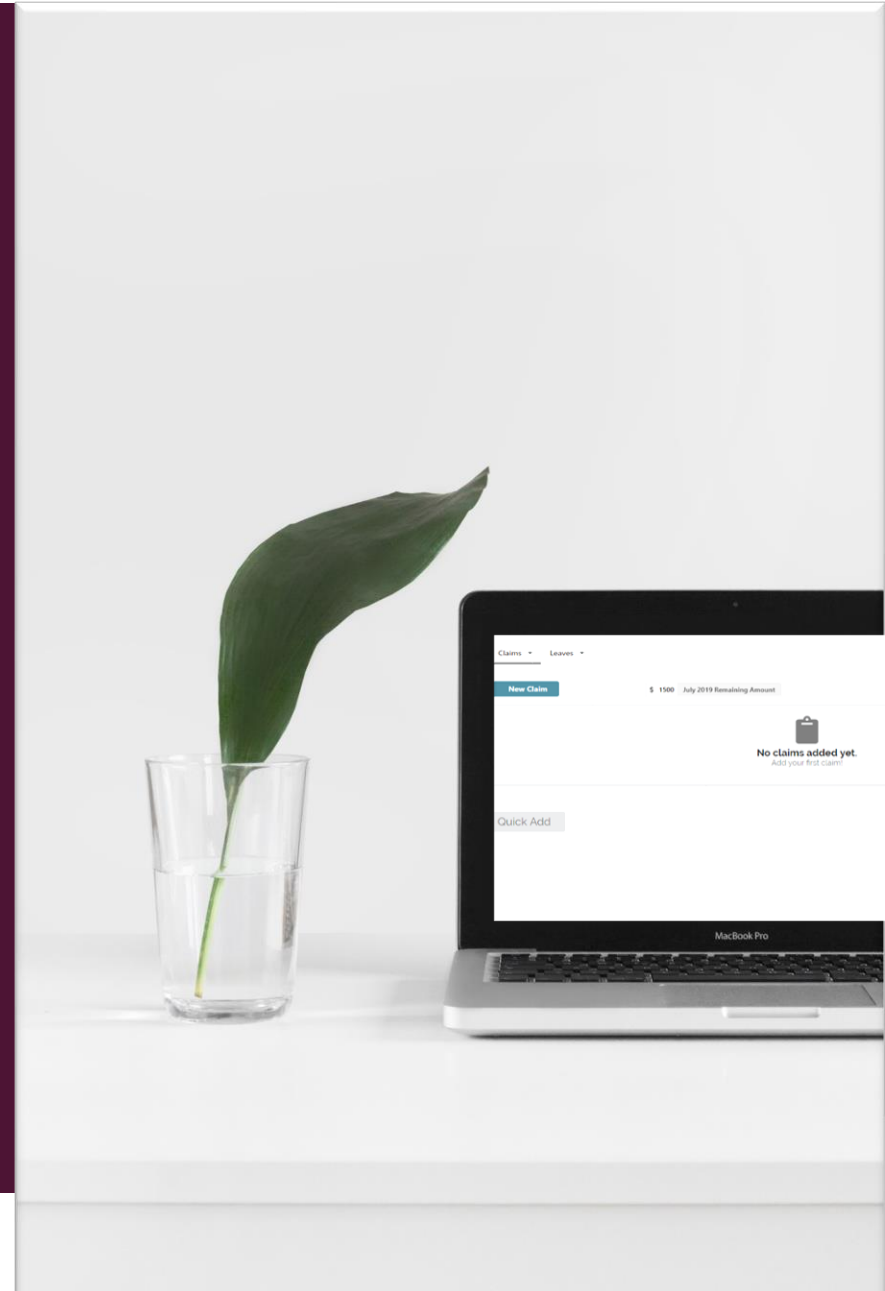 Claims Leaves
New Claim $ 1500 July 2019 Remaining Amount
No claims added yet.
Add your first claim!
Quick Add
MacBook Pro